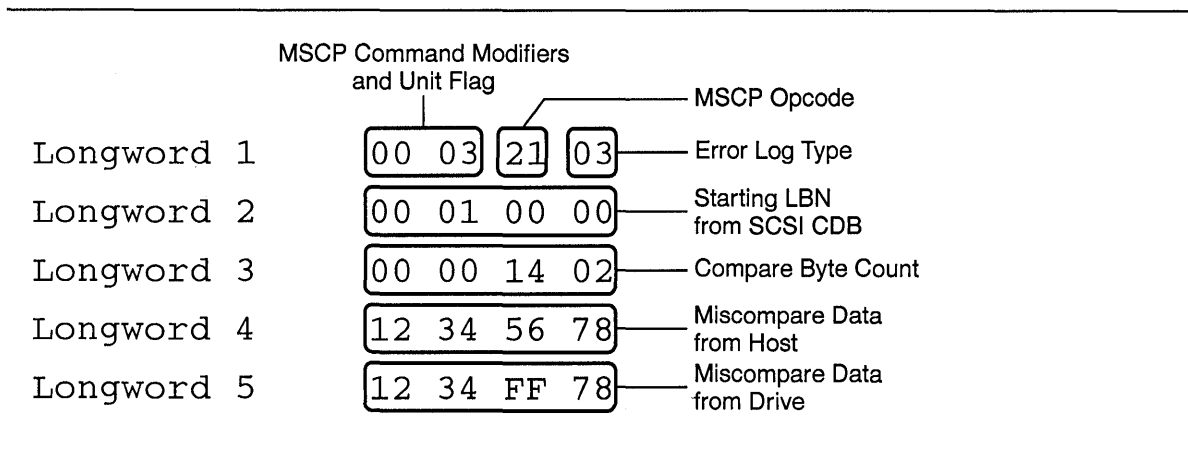 MSCP Command Modifiers
and Unit Flag
MSCP Opcode
Longword 1 00 03 21 03 Error Log Type
Longword 2 00 01 00 00 Starting LBN
from SCSI CDB
Longword 3 00 00 14 02 Compare Byte Count
Longword 4 12 34 56 78 Miscompare Data
from Host
Longword 5 12 34 FF 78 Miscompare Data
from Drive